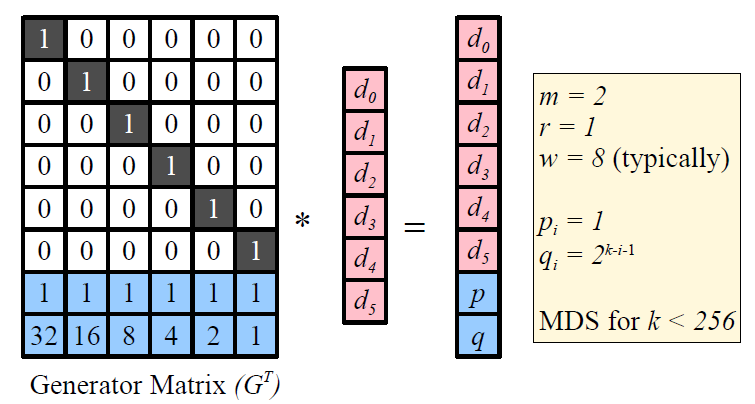 1 0 0 0 0 0
0 1 0 0 0 0
0 0 1 0 0 0
0 0 0 1 0 0
0 0 0 0 1 0
0 0 0 0 0 1
1 1 1 1 1 1
32 16 8 4 2 1
Generator Matrix (Gᵀ)
*
d₀
d₁
d₂
d₃
d₄
d₅
=
d₀
d₁
d₂
d₃
d₄
d₅
p
q
m = 2
r = 1
w = 8 (typically)
pᵢ = 1
qᵢ = 2ᵏ⁻ⁱ⁻¹
MDS for k < 256